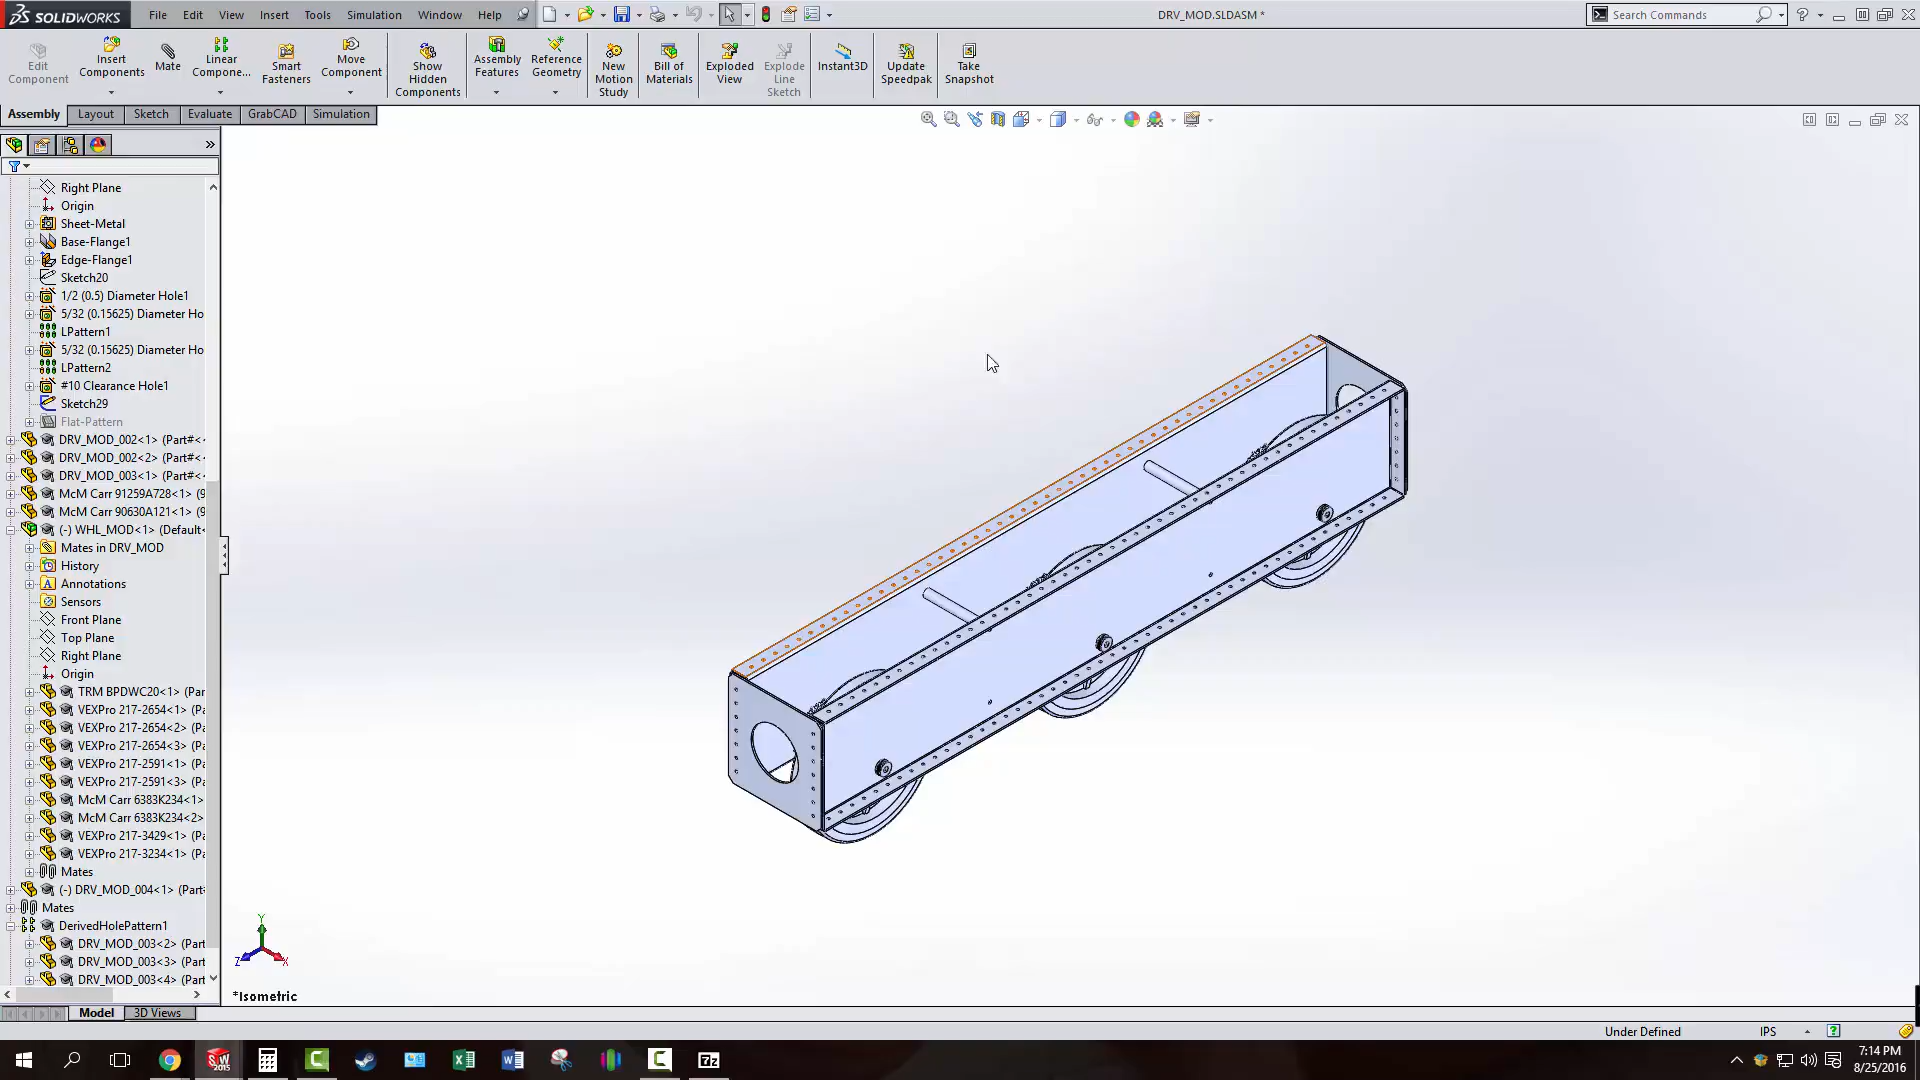 SOLIDWORKS File Edit View Insert Tools Simulation Window Help DRV_MOD.SLDASM * Search Commands
Edit Component
Insert Components
Mate
Linear Compone...
Smart Fasteners
Move Component
Show Hidden Components
Assembly Features
Reference Geometry
New Motion Study
Bill of Materials
Exploded View
Explode Line Sketch
Instant3D
Update Speedpak
Take Snapshot
Assembly Layout Sketch Evaluate GrabCAD Simulation
Right Plane
Origin
Sheet-Metal
Base-Flange1
Edge-Flange1
Sketch20
1/2 (0.5) Diameter Hole1
5/32 (0.15625) Diameter Ho
LPattern1
5/32 (0.15625) Diameter Ho
LPattern2
#10 Clearance Hole1
Sketch29
Flat-Pattern
DRV_MOD_002<1> (Part#<
DRV_MOD_002<2> (Part#<
DRV_MOD_003<1> (Part#<
McM Carr 91259A728<1> (9
McM Carr 90630A121<1> (9
(-) WHL_MOD<1> (Default<
Mates in DRV_MOD
History
Annotations
Sensors
Front Plane
Top Plane
Right Plane
Origin
TRM BPDWC20<1> (Par
VEXPro 217-2654<1> (Pa
VEXPro 217-2654<2> (Pa
VEXPro 217-2654<3> (Pa
VEXPro 217-2591<1> (Pa
VEXPro 217-2591<3> (Pa
McM Carr 6383K234<1>
McM Carr 6383K234<2>
VEXPro 217-3429<1> (Pa
VEXPro 217-3234<1> (Pa
Mates
(-) DRV_MOD_004<1> (Part
Mates
DerivedHolePattern1
DRV_MOD_003<2> (Part
DRV_MOD_003<3> (Part
DRV_MOD_003<4> (Part
Y
Z X
*Isometric
Model 3D Views
Under Defined IPS
7:14 PM
8/25/2016